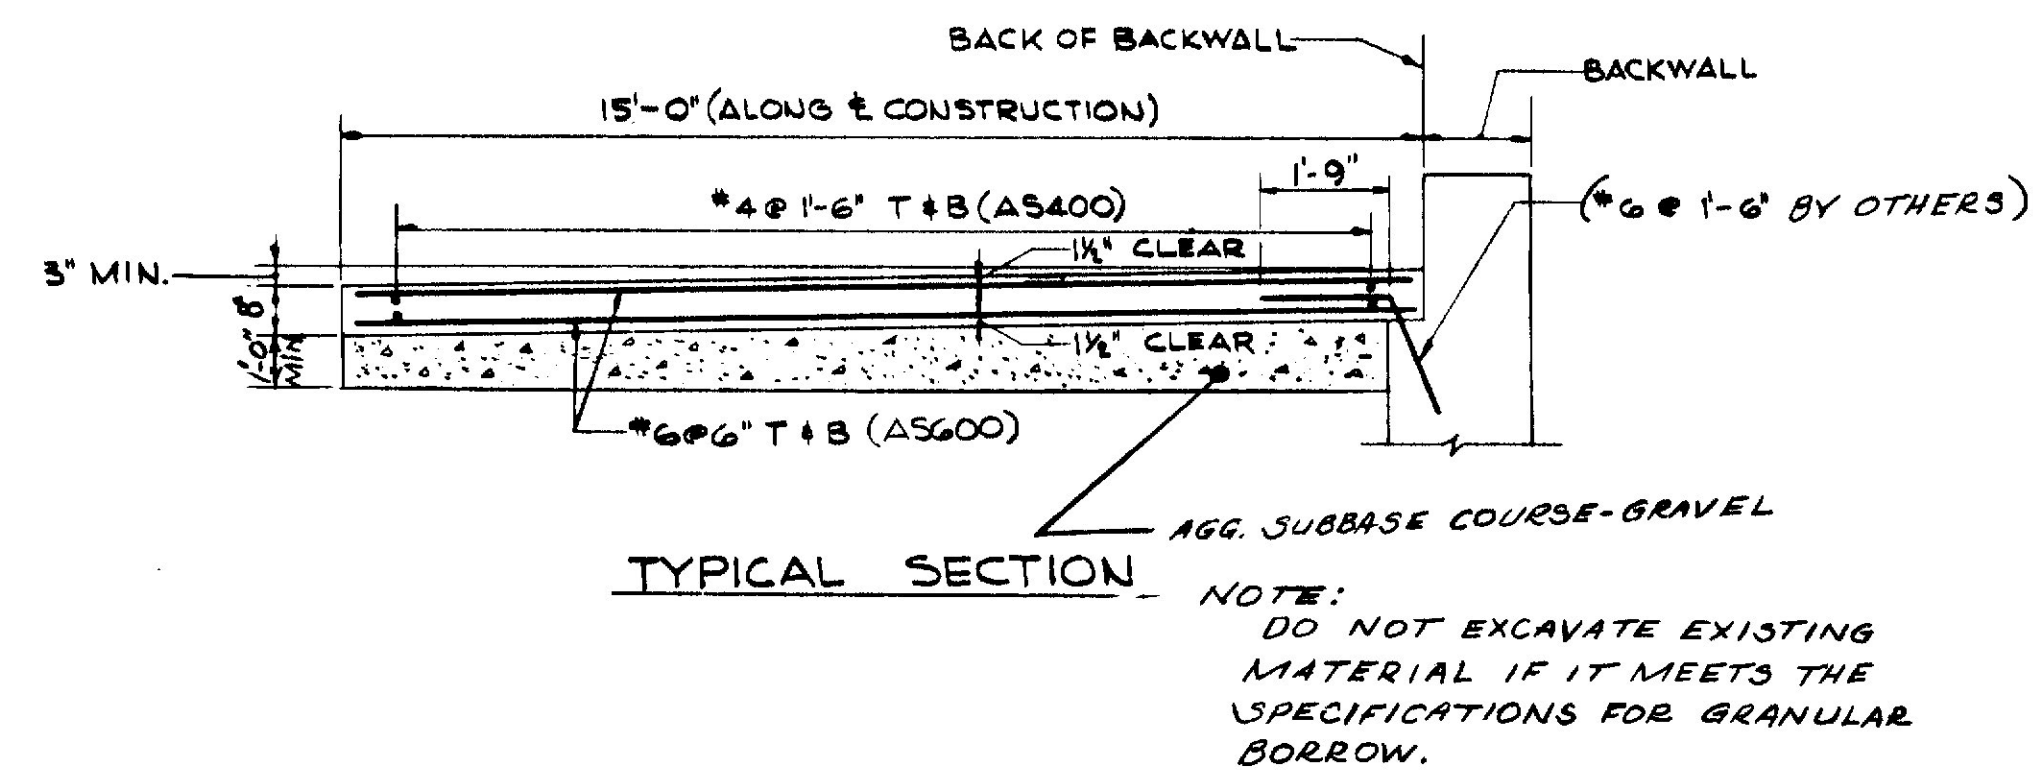 BACK OF BACKWALL
BACKWALL
15'-0" (ALONG ℄ CONSTRUCTION)
1'-9"
#4 @ 1'-6" T & B (AS400)
(#6 @ 1'-6" BY OTHERS)
1½" CLEAR
3" MIN.
8"
1'-0"
MIN
1½" CLEAR
#6@6" T & B (AS600)
AGG. SUBBASE COURSE-GRAVEL
TYPICAL SECTION
NOTE:
DO NOT EXCAVATE EXISTING
MATERIAL IF IT MEETS THE
SPECIFICATIONS FOR GRANULAR
BORROW.